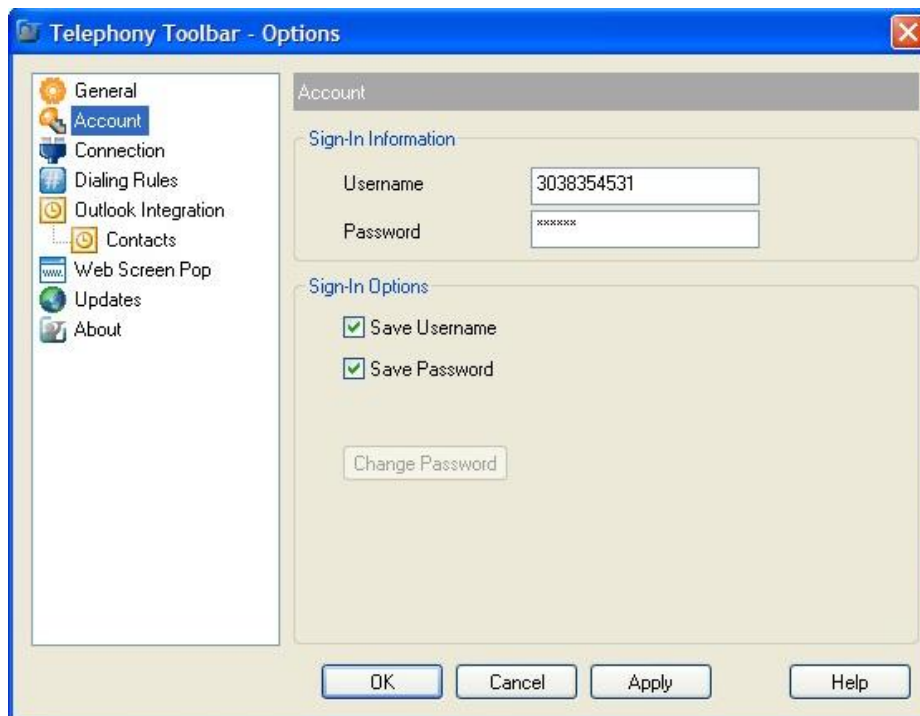 Telephony Toolbar - Options
General
Account
Connection
Dialing Rules
Outlook Integration
Contacts
Web Screen Pop
Updates
About
Account
Sign-In Information
Username 3038354531
Password ******
Sign-In Options
Save Username
Save Password
Change Password
OK Cancel Apply Help